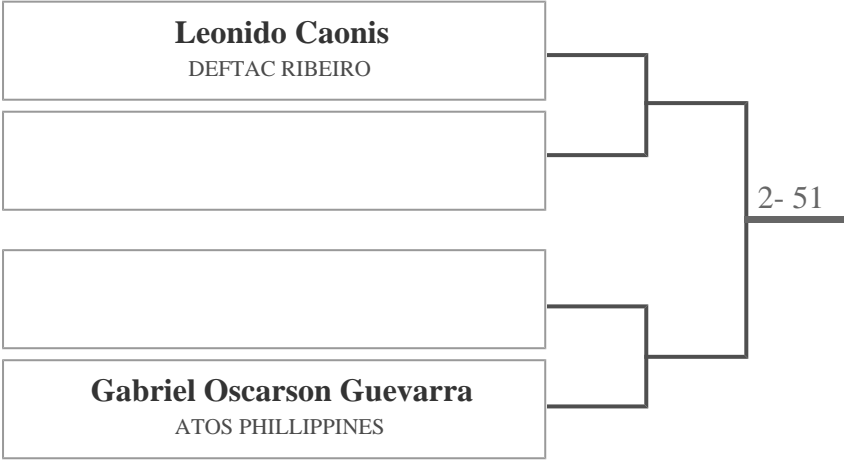 Leonido Caonis
DEFTAC RIBEIRO
2- 51
Gabriel Oscarson Guevarra
ATOS PHILLIPPINES